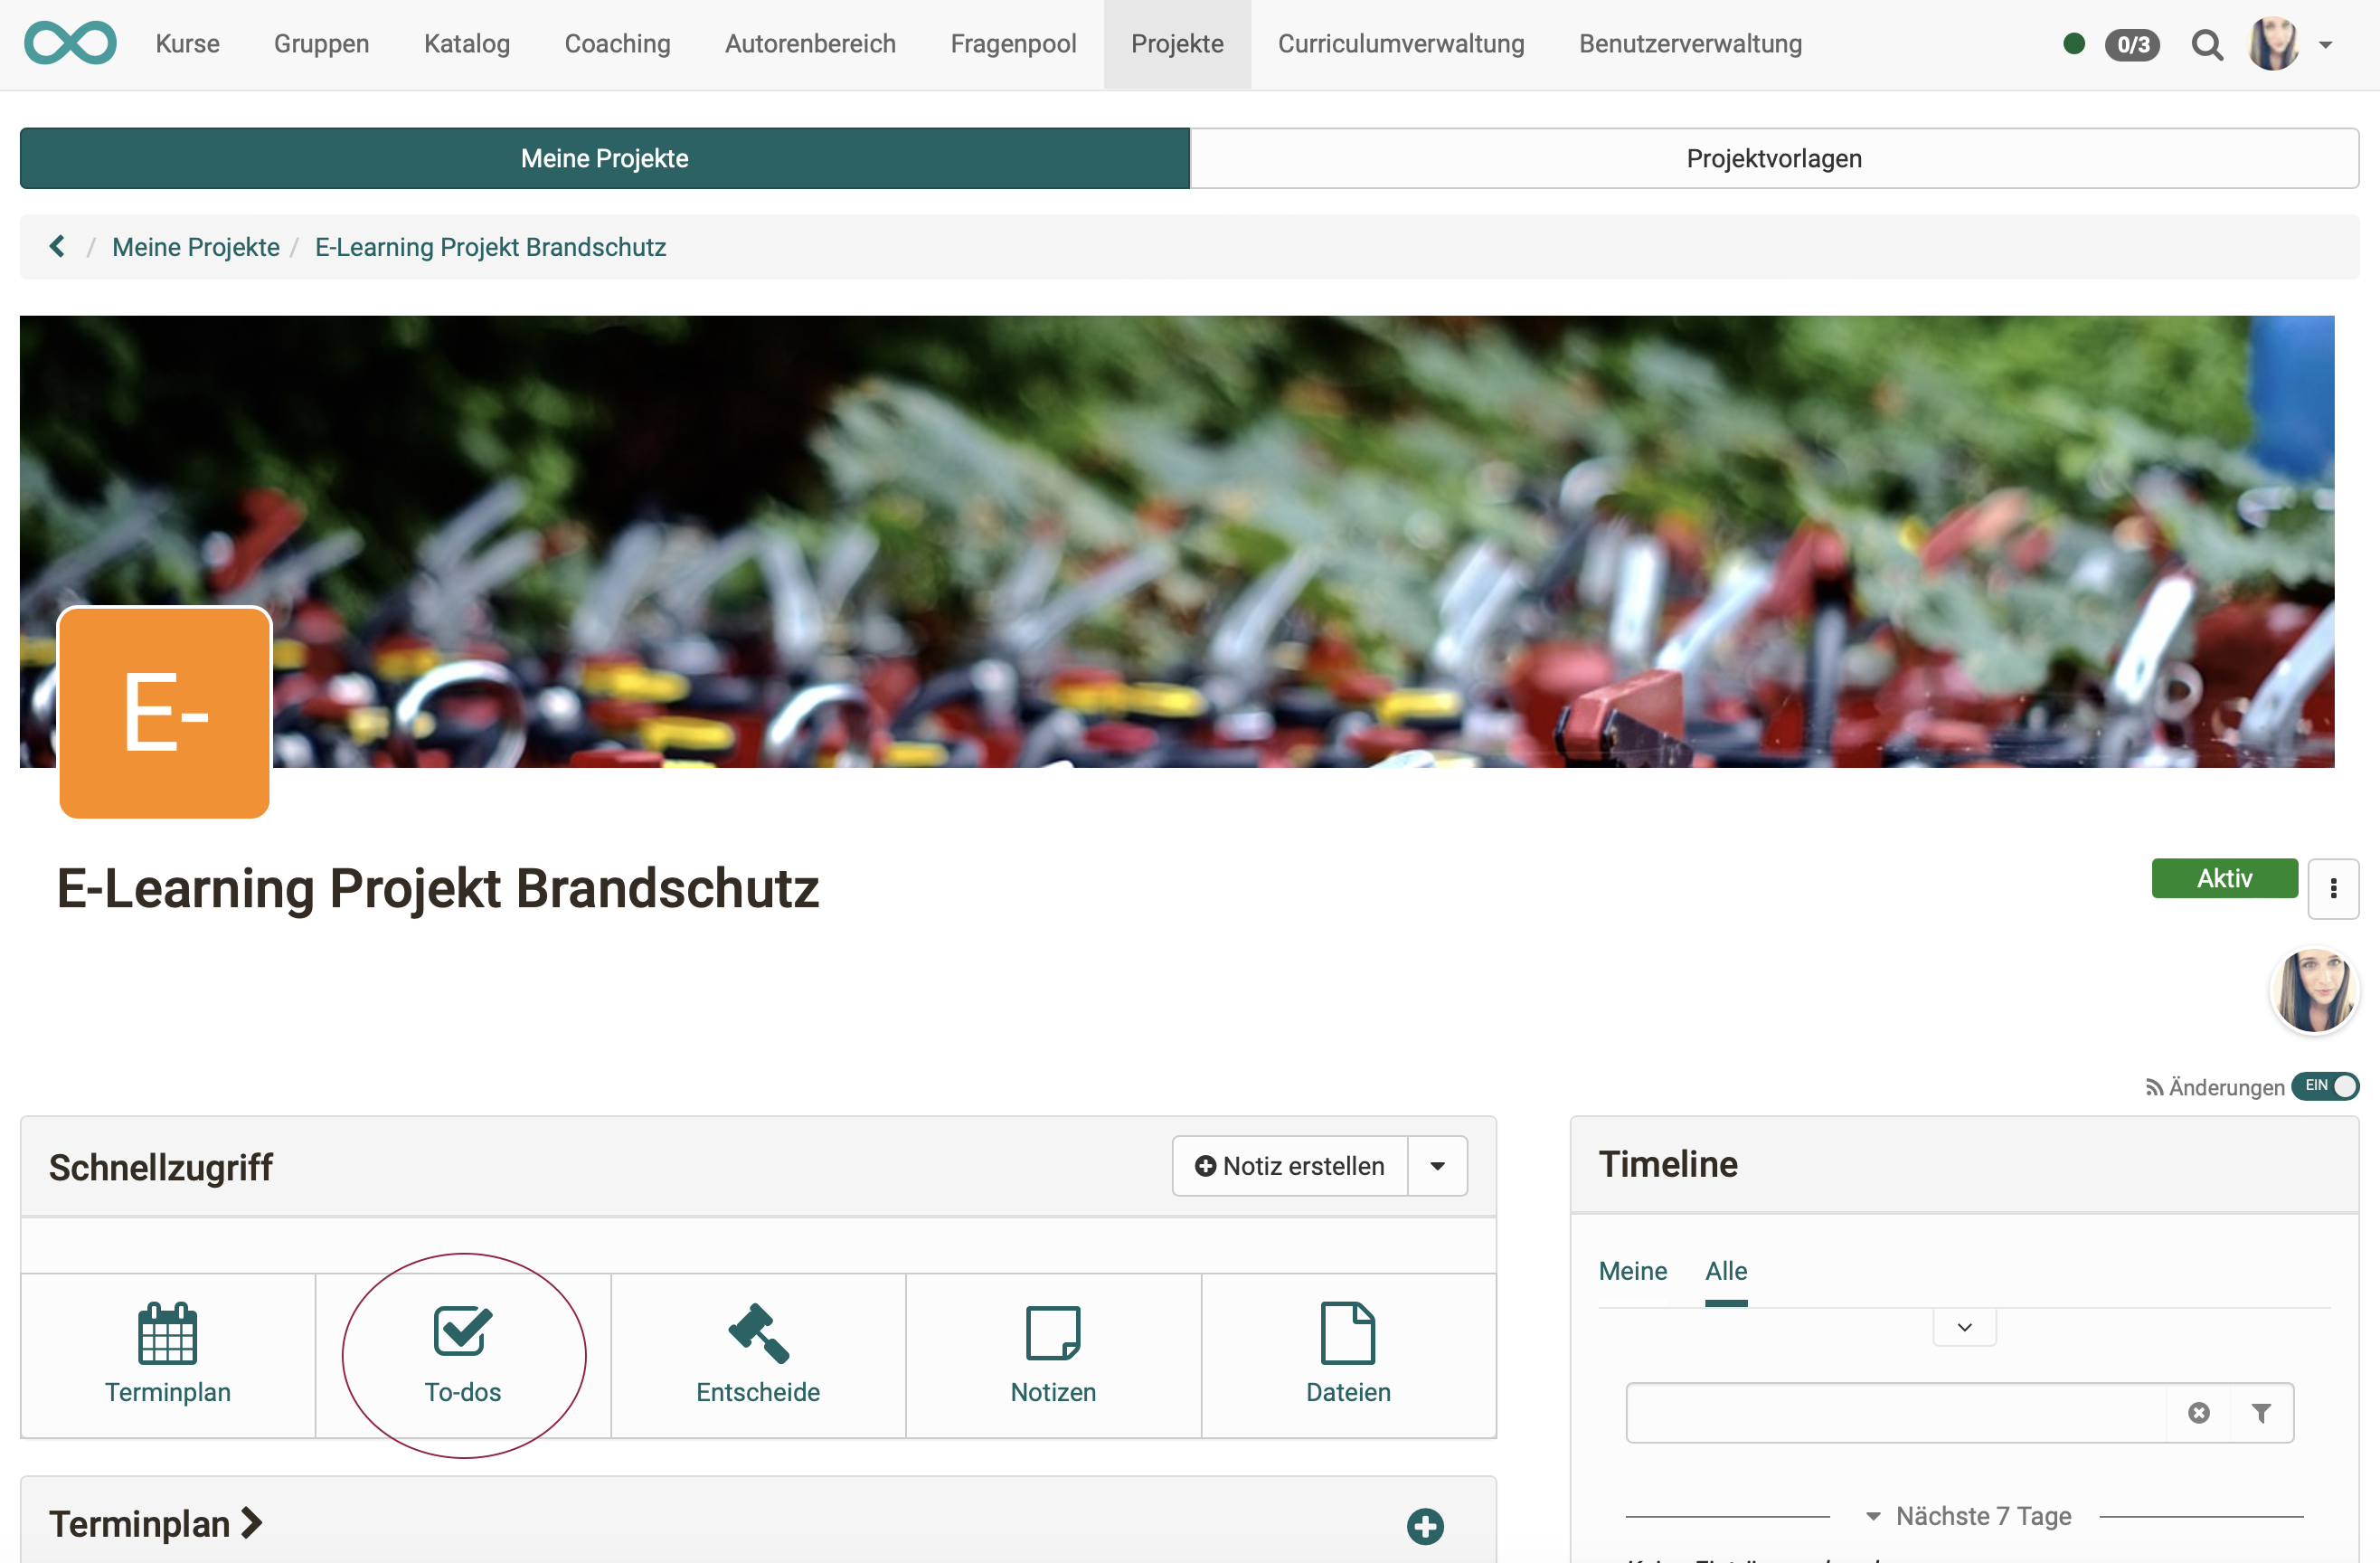 Kurse Gruppen Katalog Coaching Autorenbereich Fragenpool Projekte Curriculumverwaltung Benutzerverwaltung 0/3
Meine Projekte Projektvorlagen
/ Meine Projekte / E-Learning Projekt Brandschutz
E-
E-Learning Projekt Brandschutz
Aktiv
Änderungen EIN
Schnellzugriff
Notiz erstellen
Timeline
Meine Alle
Terminplan To-dos Entscheide Notizen Dateien
Terminplan
Nächste 7 Tage